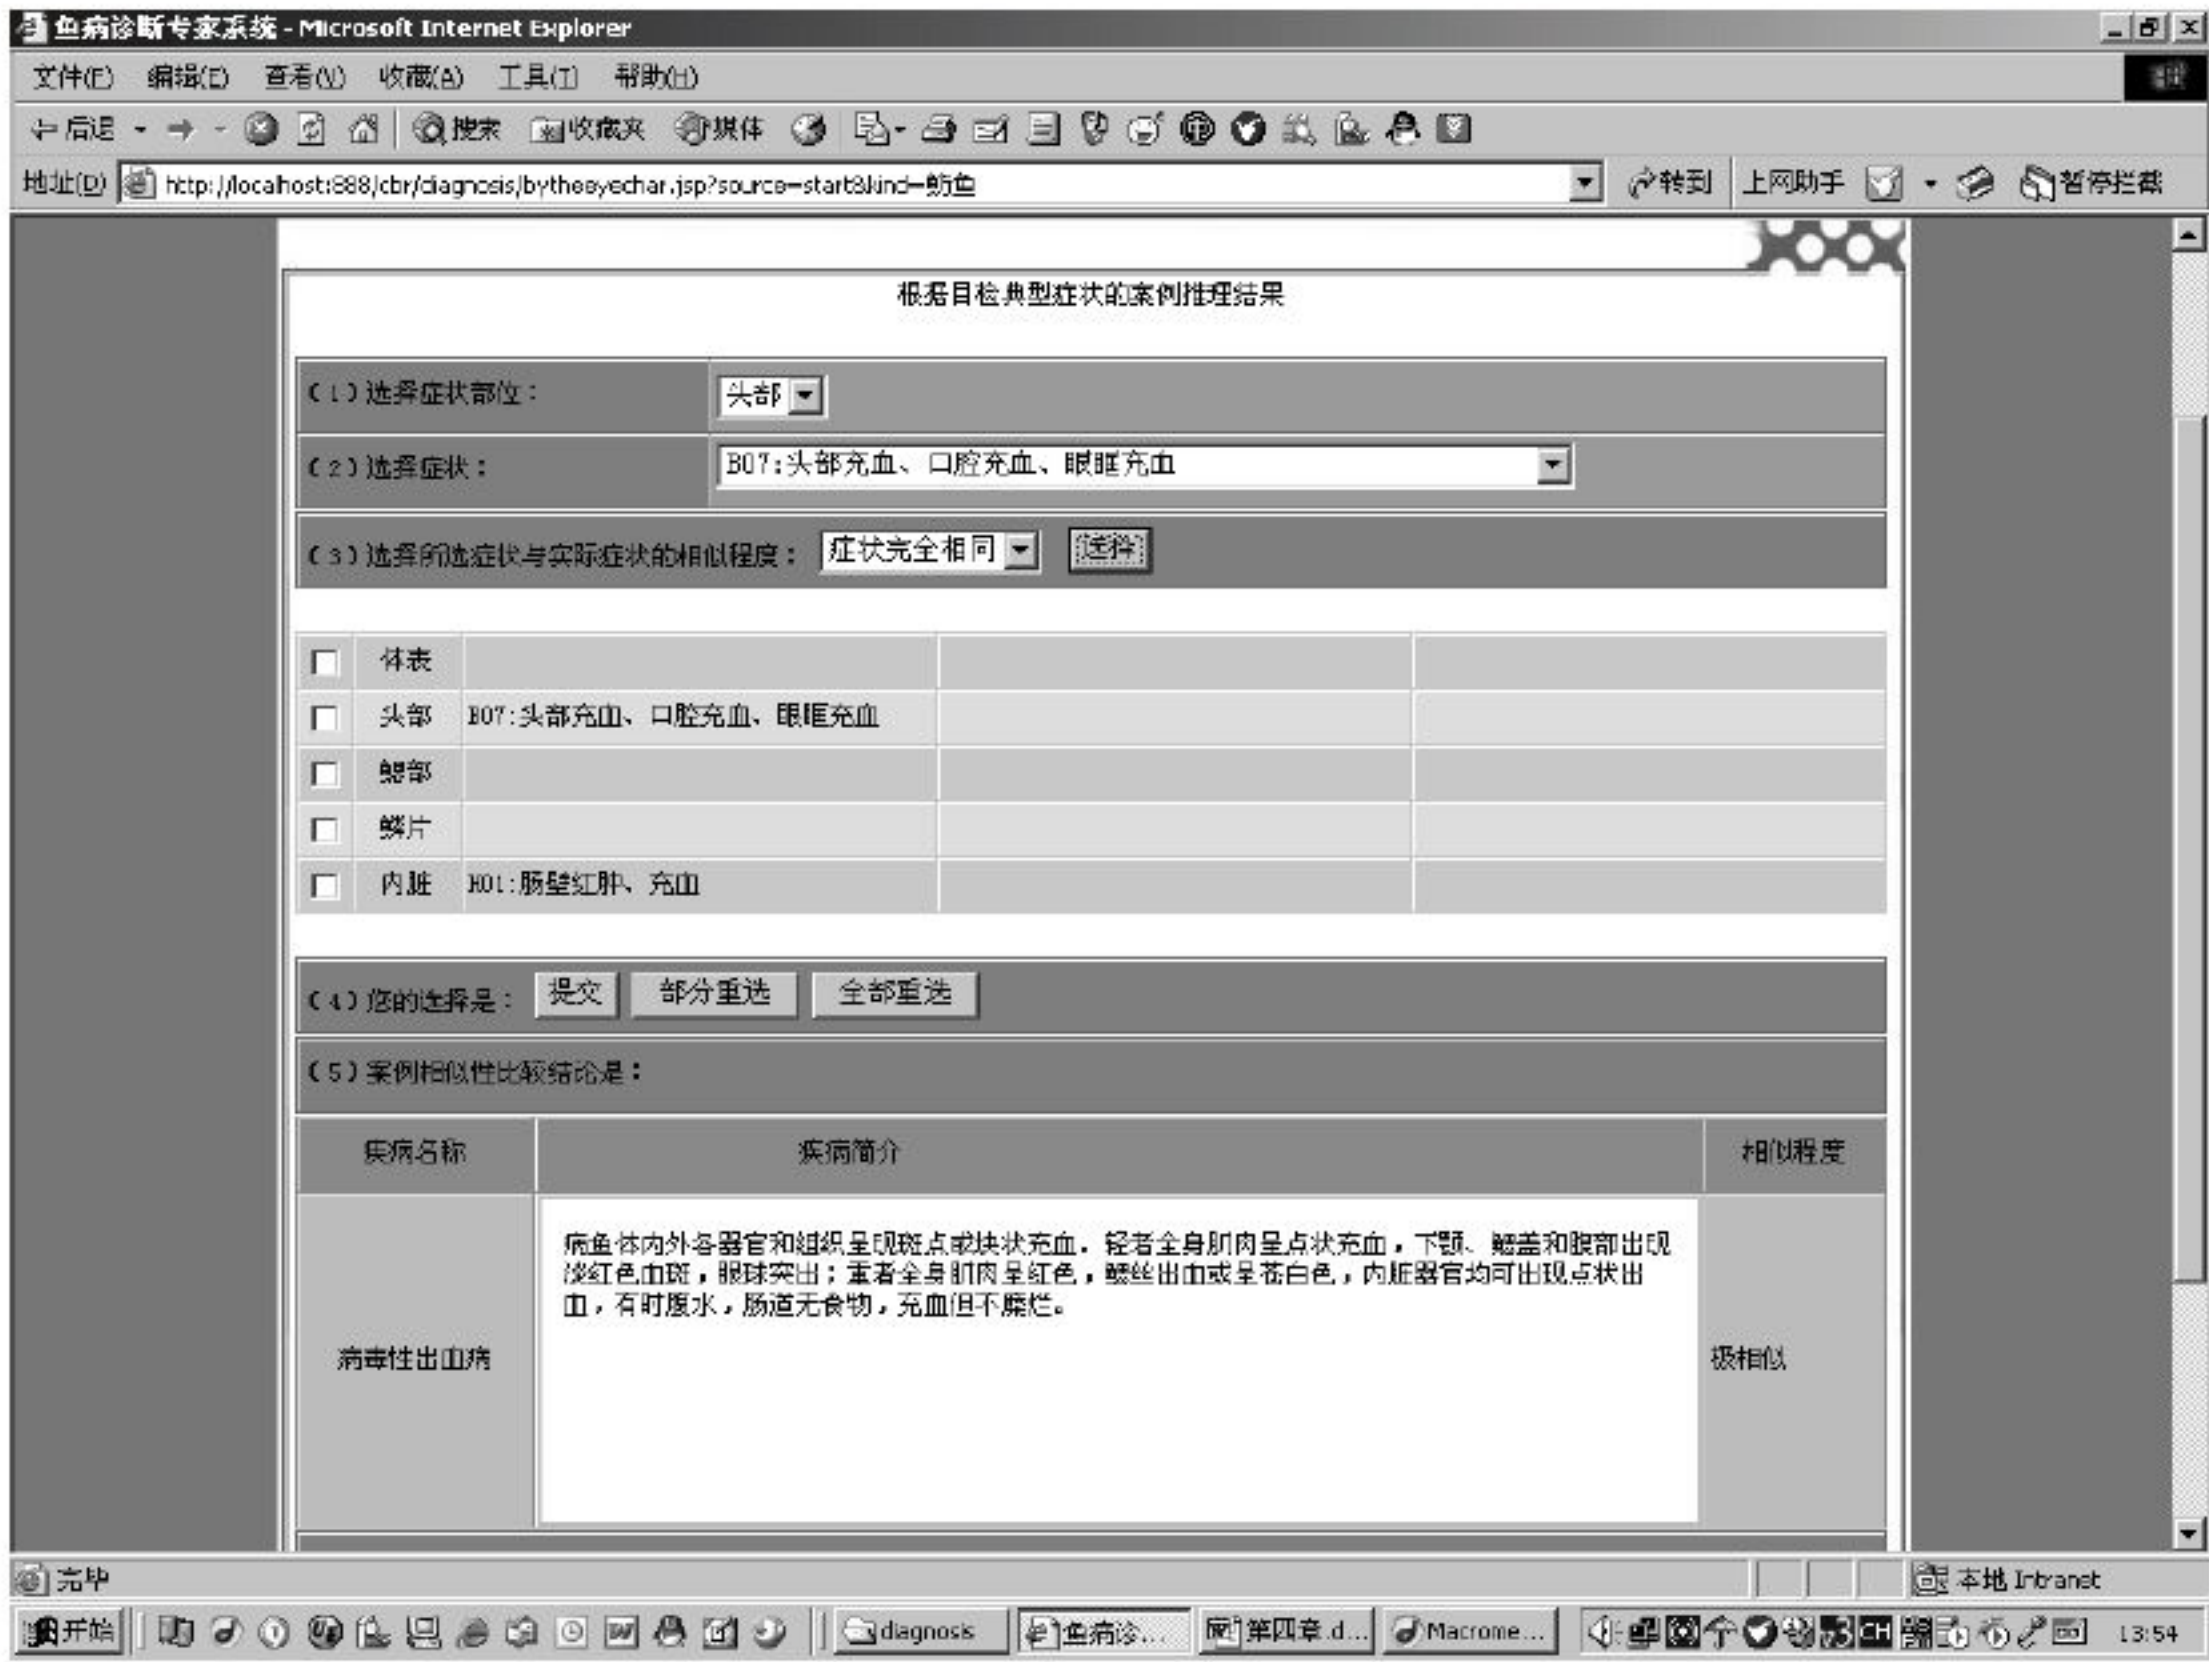 鱼病诊断专家系统 - Microsoft Internet Explorer
文件(F) 编辑(E) 查看(V) 收藏(A) 工具(T) 帮助(H)
后退 搜索 收藏夹 媒体
地址(D) http://localhost:888/cbr/diagnosis/bytheeyechar.jsp?source=start&kind=鲂鱼 转到 上网助手 暂停拦截
根据目检典型症状的案例推理结果
(1)选择症状部位: 头部
(2)选择症状: B07:头部充血、口腔充血、眼眶充血
(3)选择所选症状与实际症状的相似程度: 症状完全相同 选择
体表
头部 B07:头部充血、口腔充血、眼眶充血
鳃部
鳞片
内脏 H01:肠壁红肿、充血
(4)您的选择是: 提交 部分重选 全部重选
(5)案例相似性比较结论是:
疾病名称 疾病简介 相似程度
病鱼体内外各器官和组织呈现斑点或块状充血. 轻者全身肌肉呈点状充血,下颚、鳃盖和腹部出现
淡红色血斑,眼球突出;重者全身肌肉呈红色,鳃丝出血或呈苍白色,内脏器官均可出现点状出
血,有时腹水,肠道无食物,充血但不糜烂。
病毒性出血病 极相似
完毕 本地 Intranet
开始 diagnosis 鱼病诊... 第四章.d... Macrome... CH 13:54